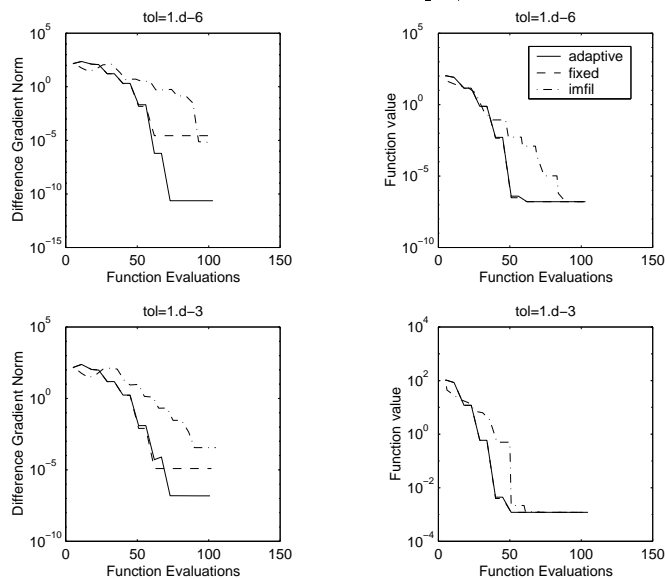 tol=1.d−6
Difference Gradient Norm
10^5
10^0
10^−5
10^−10
10^−15
0 50 100 150
Function Evaluations
tol=1.d−6
Function value
10^5
10^0
10^−5
10^−10
adaptive
fixed
imfil
0 50 100 150
Function Evaluations
tol=1.d−3
Difference Gradient Norm
10^5
10^0
10^−5
10^−10
0 50 100 150
Function Evaluations
tol=1.d−3
Function value
10^4
10^2
10^0
10^−2
10^−4
0 50 100 150
Function Evaluations